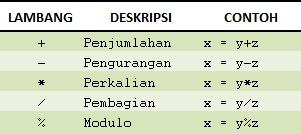 LAMBANG DESKRIPSI CONTOH
+ Penjumlahan x = y+z
- Pengurangan x = y-z
* Perkalian x = y*z
/ Pembagian x = y/z
% Modulo x = y%z